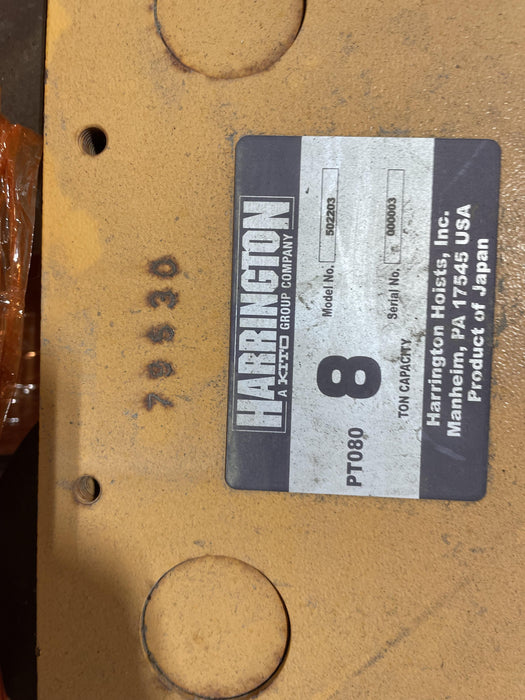 HARRINGTON
A KITO GROUP COMPANY
Model No. 502203
PT080
8
TON CAPACITY
Serial No. 000003
Harrington Hoists, Inc.
Manheim, PA 17545 USA
Product of Japan